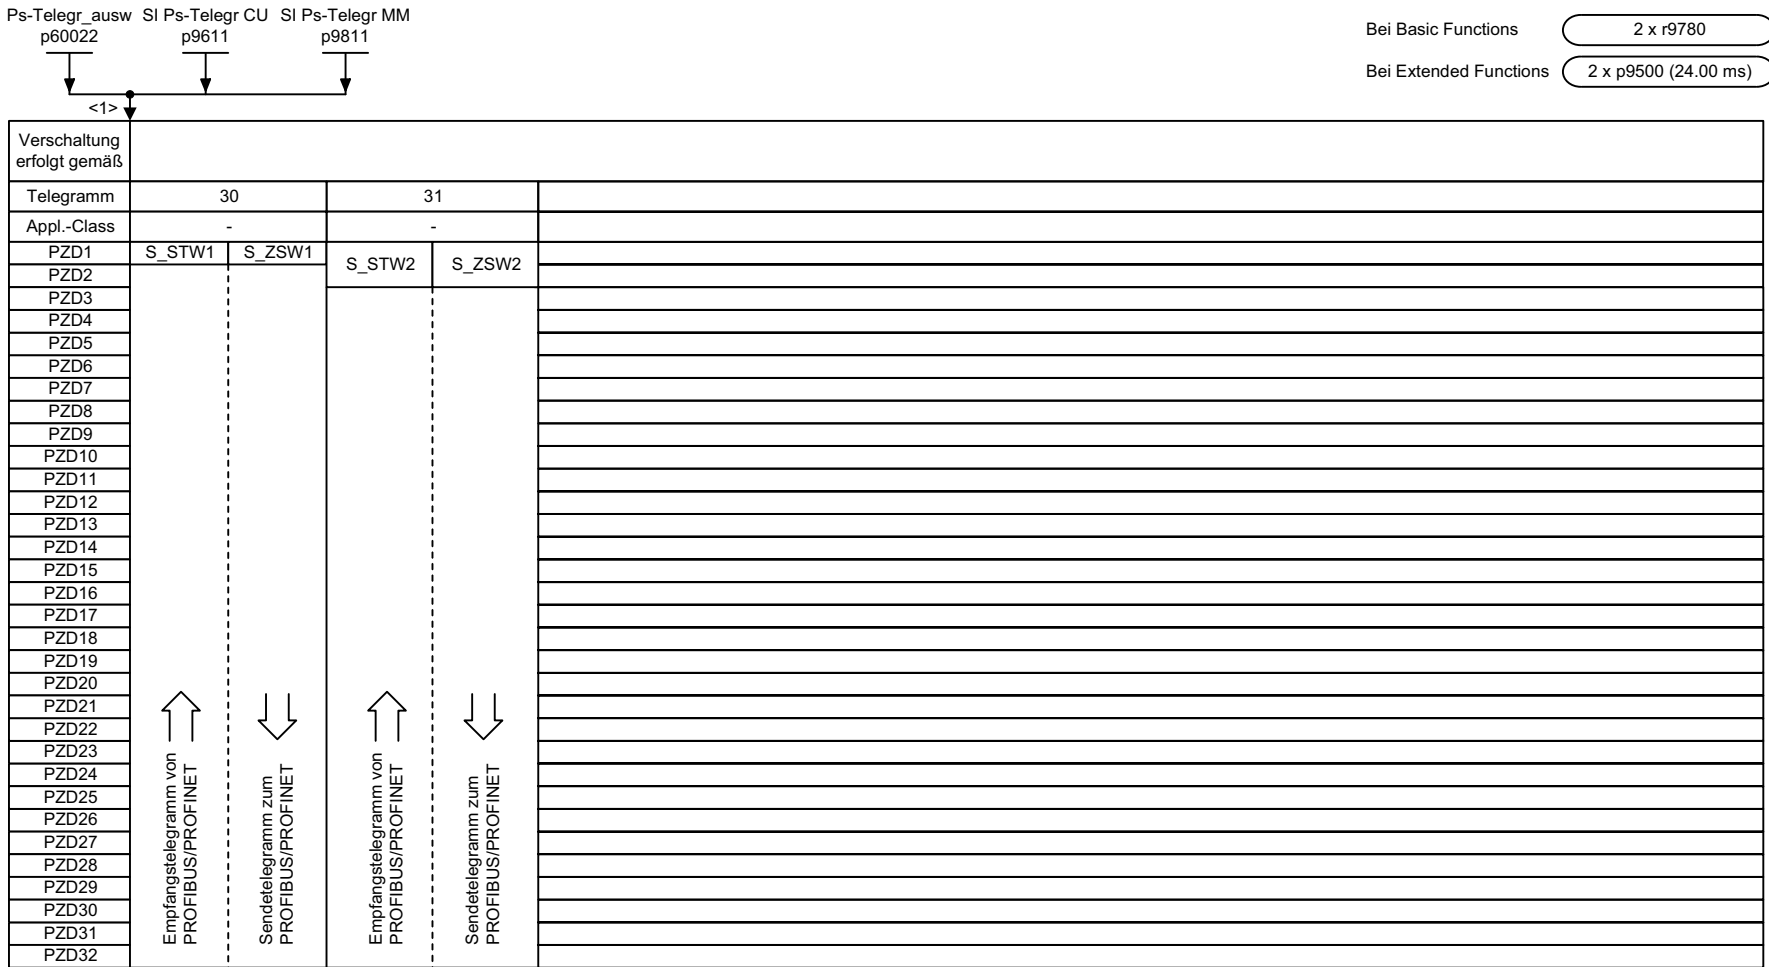 Ps-Telegr_ausw SI Ps-Telegr CU SI Ps-Telegr MM
p60022 p9611 p9811
Bei Basic Functions 2 x r9780
Bei Extended Functions 2 x p9500 (24.00 ms)
<1>
Verschaltung
erfolgt gemäß
Telegramm 30 31
Appl.-Class - -
PZD1 S_STW1 S_ZSW1
S_STW2 S_ZSW2
PZD2
PZD3
PZD4
PZD5
PZD6
PZD7
PZD8
PZD9
PZD10
PZD11
PZD12
PZD13
PZD14
PZD15
PZD16
PZD17
PZD18
PZD19
PZD20
PZD21
PZD22
PZD23
PZD24
PZD25
PZD26
PZD27
PZD28
PZD29
PZD30
PZD31
PZD32
Empfangstelegramm von
PROFIBUS/PROFINET
Sendetelegramm zum
PROFIBUS/PROFINET
Empfangstelegramm von
PROFIBUS/PROFINET
Sendetelegramm zum
PROFIBUS/PROFINET